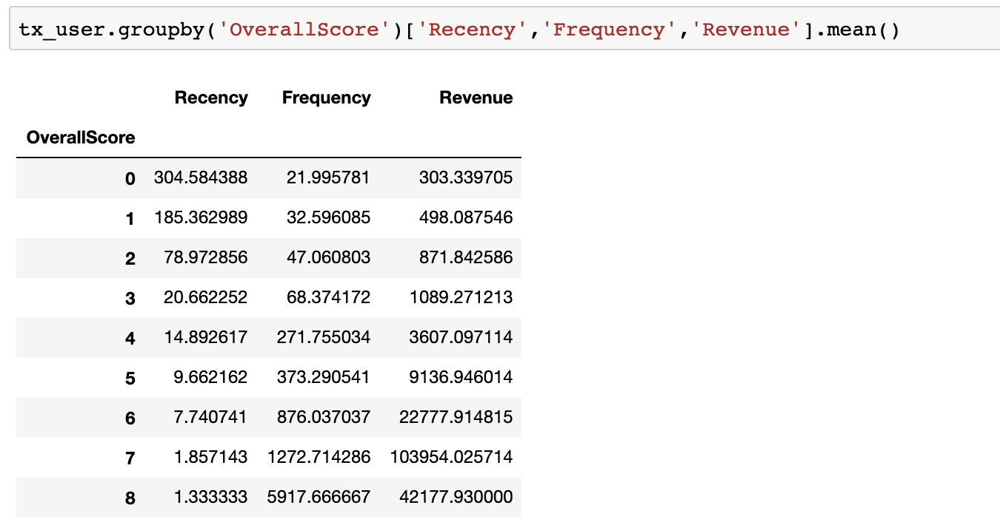 tx_user.groupby('OverallScore')['Recency','Frequency','Revenue'].mean()
Recency Frequency Revenue
OverallScore
0 304.584388 21.995781 303.339705
1 185.362989 32.596085 498.087546
2 78.972856 47.060803 871.842586
3 20.662252 68.374172 1089.271213
4 14.892617 271.755034 3607.097114
5 9.662162 373.290541 9136.946014
6 7.740741 876.037037 22777.914815
7 1.857143 1272.714286 103954.025714
8 1.333333 5917.666667 42177.930000